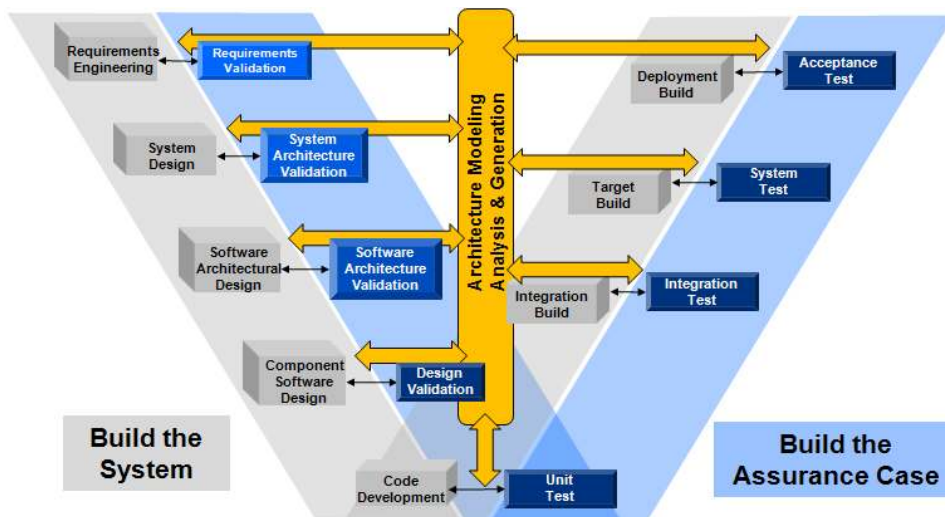 Requirements
Engineering
Requirements
Validation
System
Design
System
Architecture
Validation
Software
Architectural
Design
Software
Architecture
Validation
Component
Software
Design
Design
Validation
Code
Development
Unit
Test
Architecture Modeling
Analysis & Generation
Deployment
Build
Acceptance
Test
Target
Build
System
Test
Integration
Build
Integration
Test
Build the
System
Build the
Assurance Case